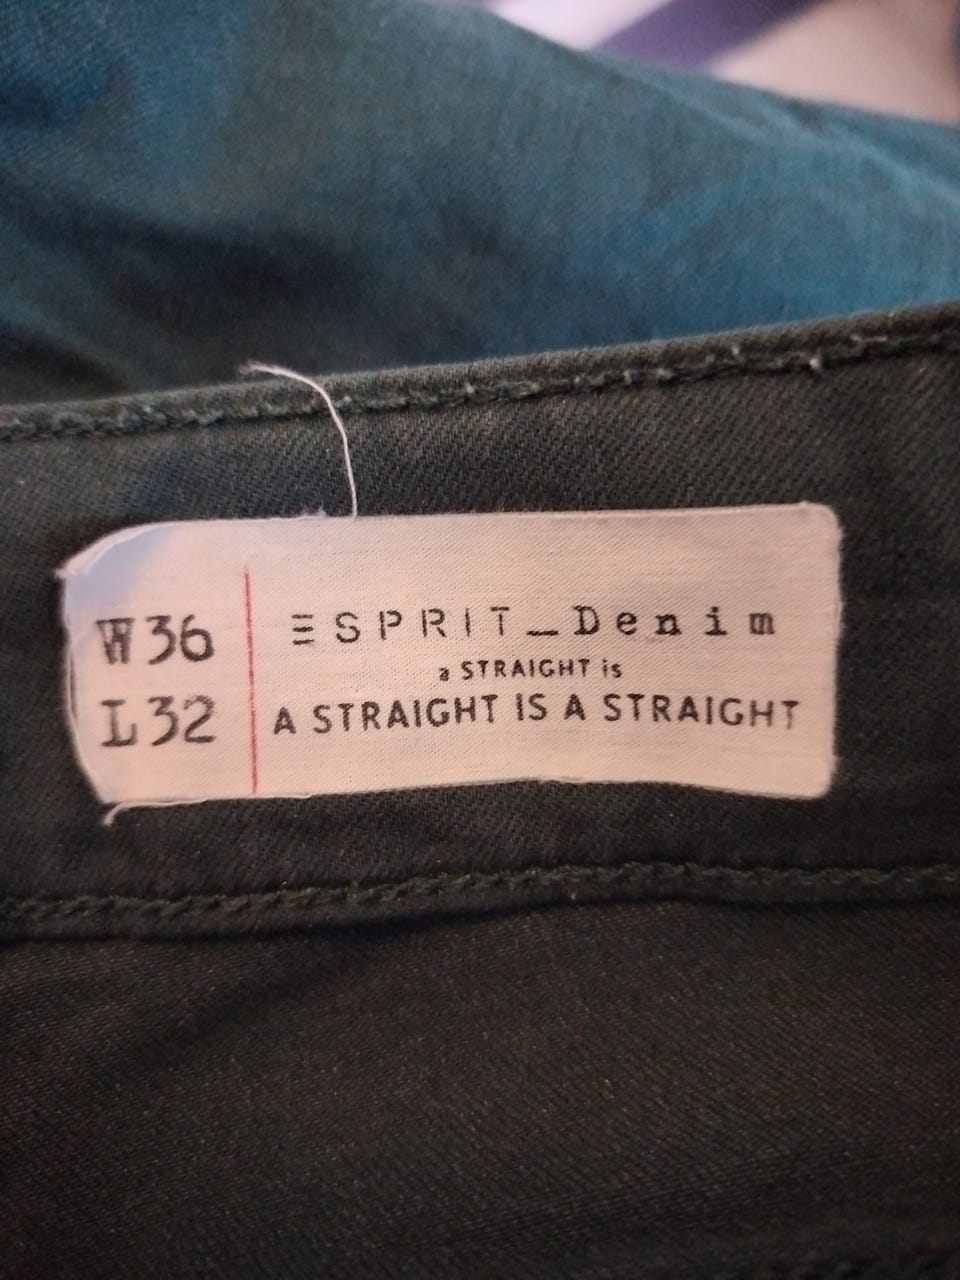 W36
L32
ESPRIT_Denim
a STRAIGHT is
A STRAIGHT IS A STRAIGHT